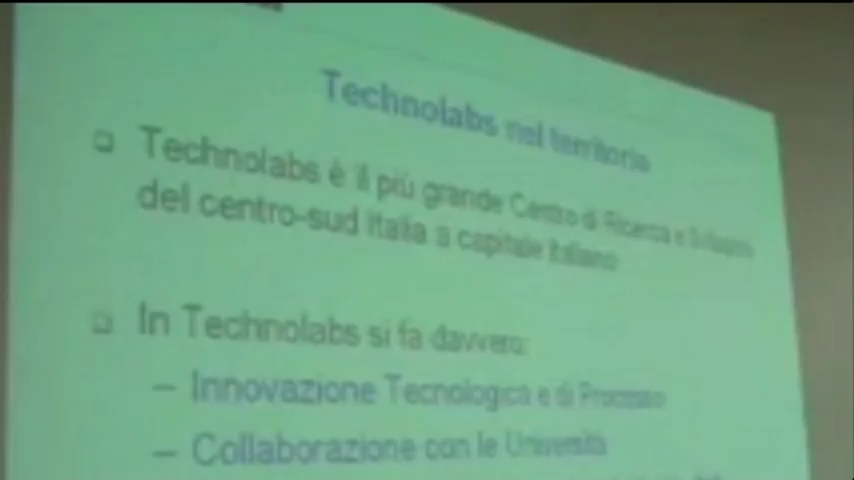 Technolabs nel territorio
❑ Technolabs è il più grande Centro di Ricerca e Sviluppo
del centro-sud Italia a capitale italiano
❑ In Technolabs si fa davvero:
– Innovazione Tecnologica e di Processo
– Collaborazione con le Università